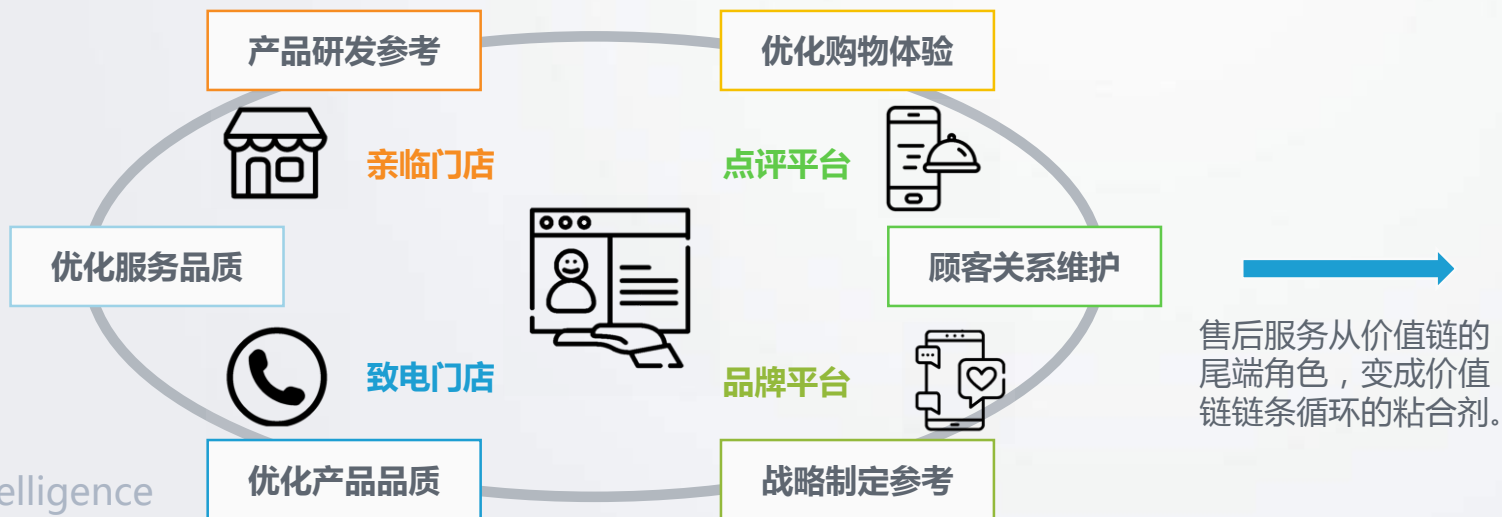 产品研发参考
优化购物体验
亲临门店
点评平台
优化服务品质
顾客关系维护
售后服务从价值链的
尾端角色，变成价值
链链条循环的粘合剂。
致电门店
品牌平台
优化产品品质
战略制定参考
elligence